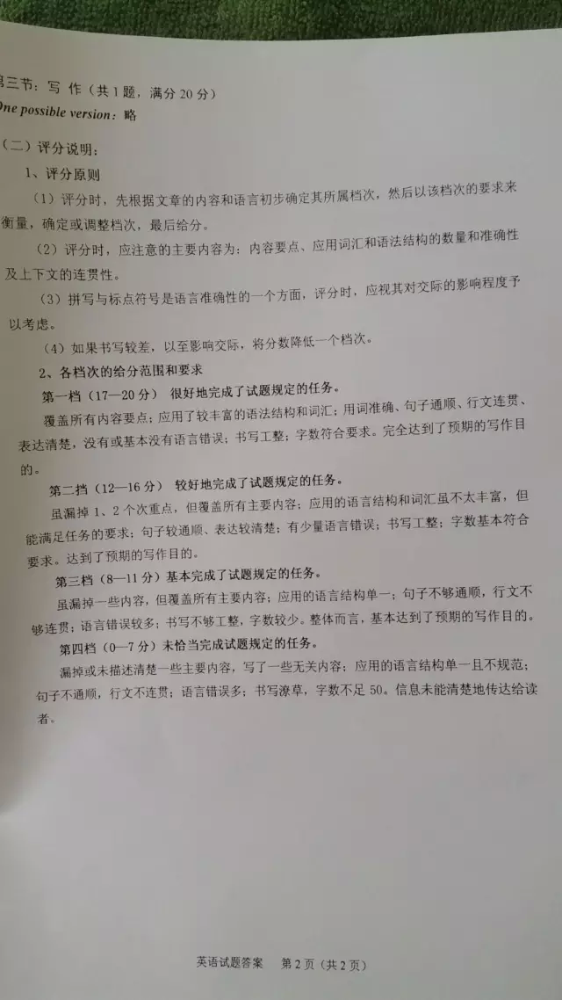 第三节：写 作（共1题，满分20分）
One possible version：略
（二）评分说明：
1、评分原则
（1）评分时，先根据文章的内容和语言初步确定其所属档次，然后以该档次的要求来
衡量，确定或调整档次，最后给分。
（2）评分时，应注意的主要内容为：内容要点、应用词汇和语法结构的数量和准确性
及上下文的连贯性。
（3）拼写与标点符号是语言准确性的一个方面，评分时，应视其对交际的影响程度予
以考虑。
（4）如果书写较差，以至影响交际，将分数降低一个档次。
2、各档次的给分范围和要求
第一档（17—20分） 很好地完成了试题规定的任务。
覆盖所有内容要点；应用了较丰富的语法结构和词汇；用词准确、句子通顺、行文连贯、
表达清楚，没有或基本没有语言错误；书写工整；字数符合要求。完全达到了预期的写作目
的。
第二挡（12—16分） 较好地完成了试题规定的任务。
虽漏掉1、2个次重点，但覆盖所有主要内容；应用的语言结构和词汇虽不太丰富，但
能满足任务的要求；句子较通顺、表达较清楚；有少量语言错误；书写工整；字数基本符合
要求。达到了预期的写作目的。
第三档（8—11分）基本完成了试题规定的任务。
虽漏掉一些内容，但覆盖所有主要内容；应用的语言结构单一；句子不够通顺，行文不
够连贯；语言错误较多；书写不够工整，字数较少。整体而言，基本达到了预期的写作目的。
第四档（0—7分）未恰当完成试题规定的任务。
漏掉或未描述清楚一些主要内容，写了一些无关内容；应用的语言结构单一且不规范；
句子不通顺，行文不连贯；语言错误多；书写潦草，字数不足50。信息未能清楚地传达给读
者。
英语试题答案 第2页（共2页）